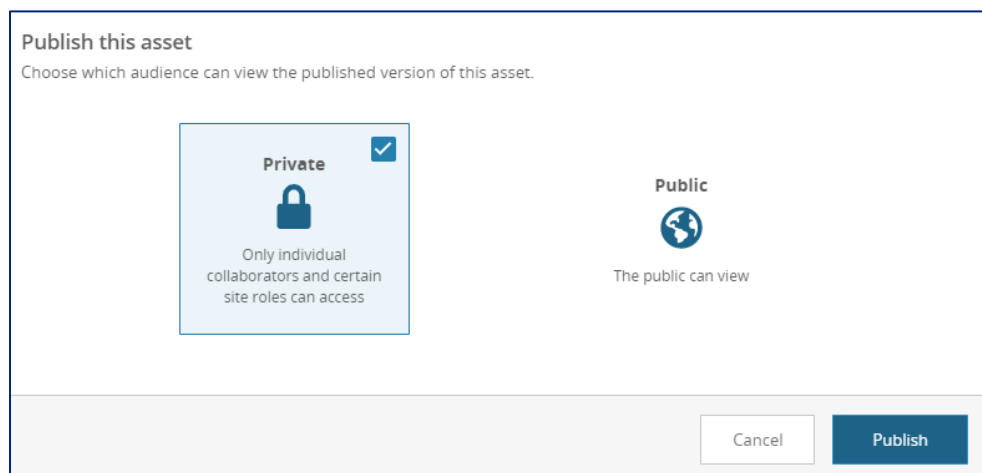 Publish this asset
Choose which audience can view the published version of this asset.
Private
Only individual
collaborators and certain
site roles can access
Public
The public can view
Cancel
Publish